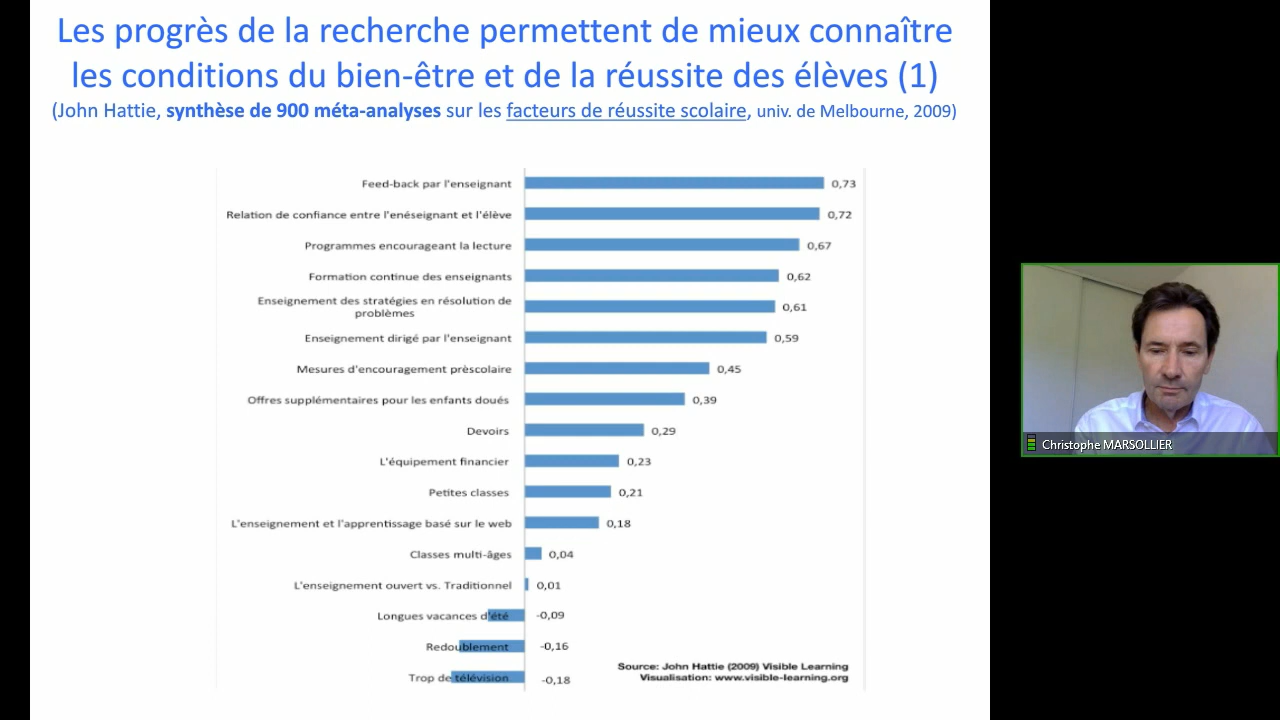 Les progrès de la recherche permettent de mieux connaître
les conditions du bien-être et de la réussite des élèves (1)
(John Hattie, synthèse de 900 méta-analyses sur les facteurs de réussite scolaire, univ. de Melbourne, 2009)
Feed-back par l'enseignant 0,73
Relation de confiance entre l'enéseignant et l'élève 0,72
Programmes encourageant la lecture 0,67
Formation continue des enseignants 0,62
Enseignement des stratégies en résolution de
problèmes 0,61
Enseignement dirigé par l'enseignant 0,59
Mesures d'encouragement prèscolaire 0,45
Offres supplémentaires pour les enfants doués 0,39
Devoirs 0,29
L'équipement financier 0,23
Petites classes 0,21
L'enseignement et l'apprentissage basé sur le web 0,18
Classes multi-âges 0,04
L'enseignement ouvert vs. Traditionnel 0,01
Longues vacances d'été -0,09
Redoublement -0,16
Trop de télévision -0,18
Source: John Hattie (2009) Visible Learning
Visualisation: www.visible-learning.org
Christophe MARSOLLIER